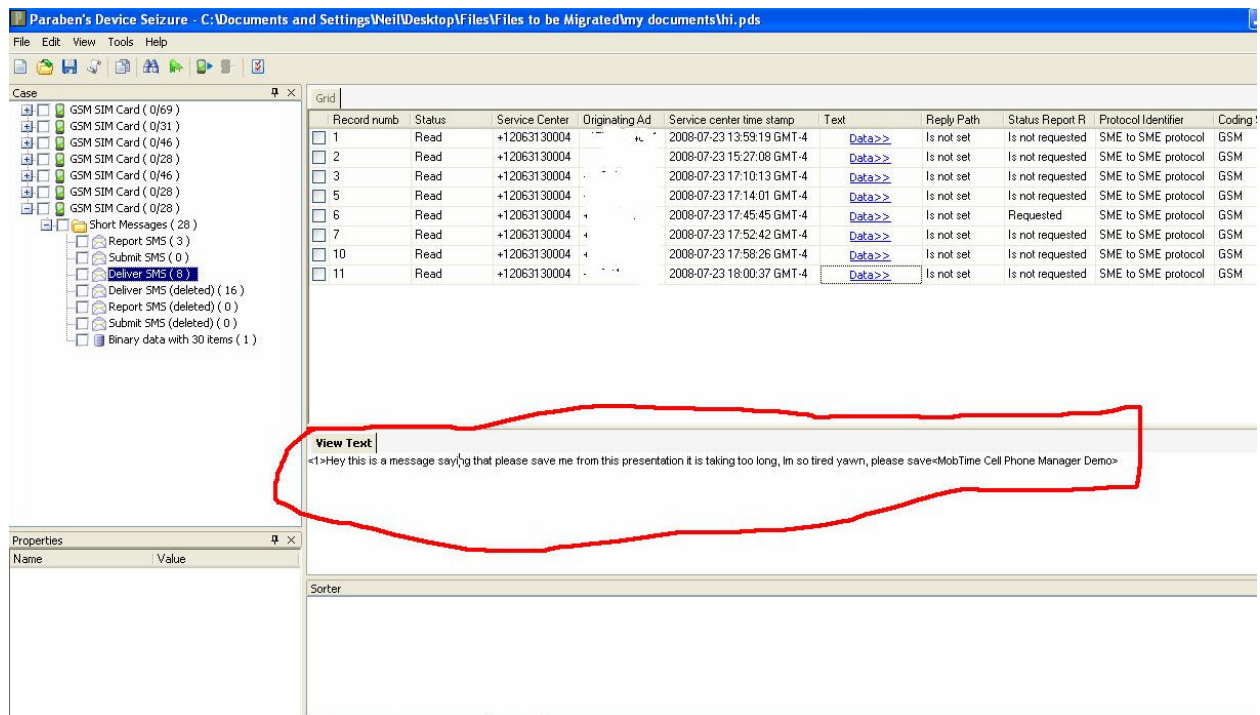 Paraben's Device Seizure - C:\Documents and Settings\Neil\Desktop\Files\Files to be Migrated\my documents\hi.pds
File Edit View Tools Help
Case
GSM SIM Card ( 0/69 )
GSM SIM Card ( 0/31 )
GSM SIM Card ( 0/46 )
GSM SIM Card ( 0/28 )
GSM SIM Card ( 0/46 )
GSM SIM Card ( 0/28 )
GSM SIM Card ( 0/28 )
Short Messages ( 28 )
Report SMS ( 3 )
Submit SMS ( 0 )
Deliver SMS ( 8 )
Deliver SMS (deleted) ( 16 )
Report SMS (deleted) ( 0 )
Submit SMS (deleted) ( 0 )
Binary data with 30 items ( 1 )
Properties
Name Value
Grid
Record numb Status Service Center Originating Ad Service center time stamp Text Reply Path Status Report R Protocol Identifier Coding
1 Read +12063130004 2008-07-23 13:59:19 GMT-4 Data>> Is not set Is not requested SME to SME protocol GSM
2 Read +12063130004 2008-07-23 15:27:08 GMT-4 Data>> Is not set Is not requested SME to SME protocol GSM
3 Read +12063130004 2008-07-23 17:10:13 GMT-4 Data>> Is not set Is not requested SME to SME protocol GSM
5 Read +12063130004 2008-07-23 17:14:01 GMT-4 Data>> Is not set Is not requested SME to SME protocol GSM
6 Read +12063130004 2008-07-23 17:45:45 GMT-4 Data>> Is not set Requested SME to SME protocol GSM
7 Read +12063130004 2008-07-23 17:52:42 GMT-4 Data>> Is not set Is not requested SME to SME protocol GSM
10 Read +12063130004 2008-07-23 17:58:26 GMT-4 Data>> Is not set Is not requested SME to SME protocol GSM
11 Read +12063130004 2008-07-23 18:00:37 GMT-4 Data>> Is not set Is not requested SME to SME protocol GSM
View Text
<1>Hey this is a message saying that please save me from this presentation it is taking too long, Im so tired yawn, please save<MobTime Cell Phone Manager Demo>
Sorter